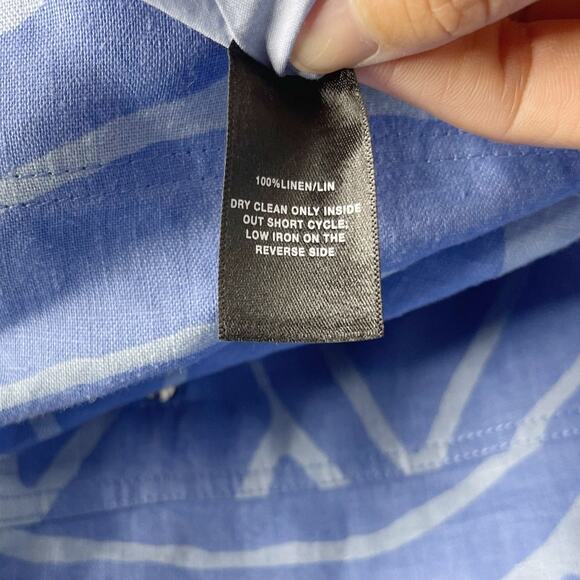 100%LINEN/LIN
DRY CLEAN ONLY INSIDE
OUT SHORT CYCLE.
LOW IRON ON THE
REVERSE SIDE